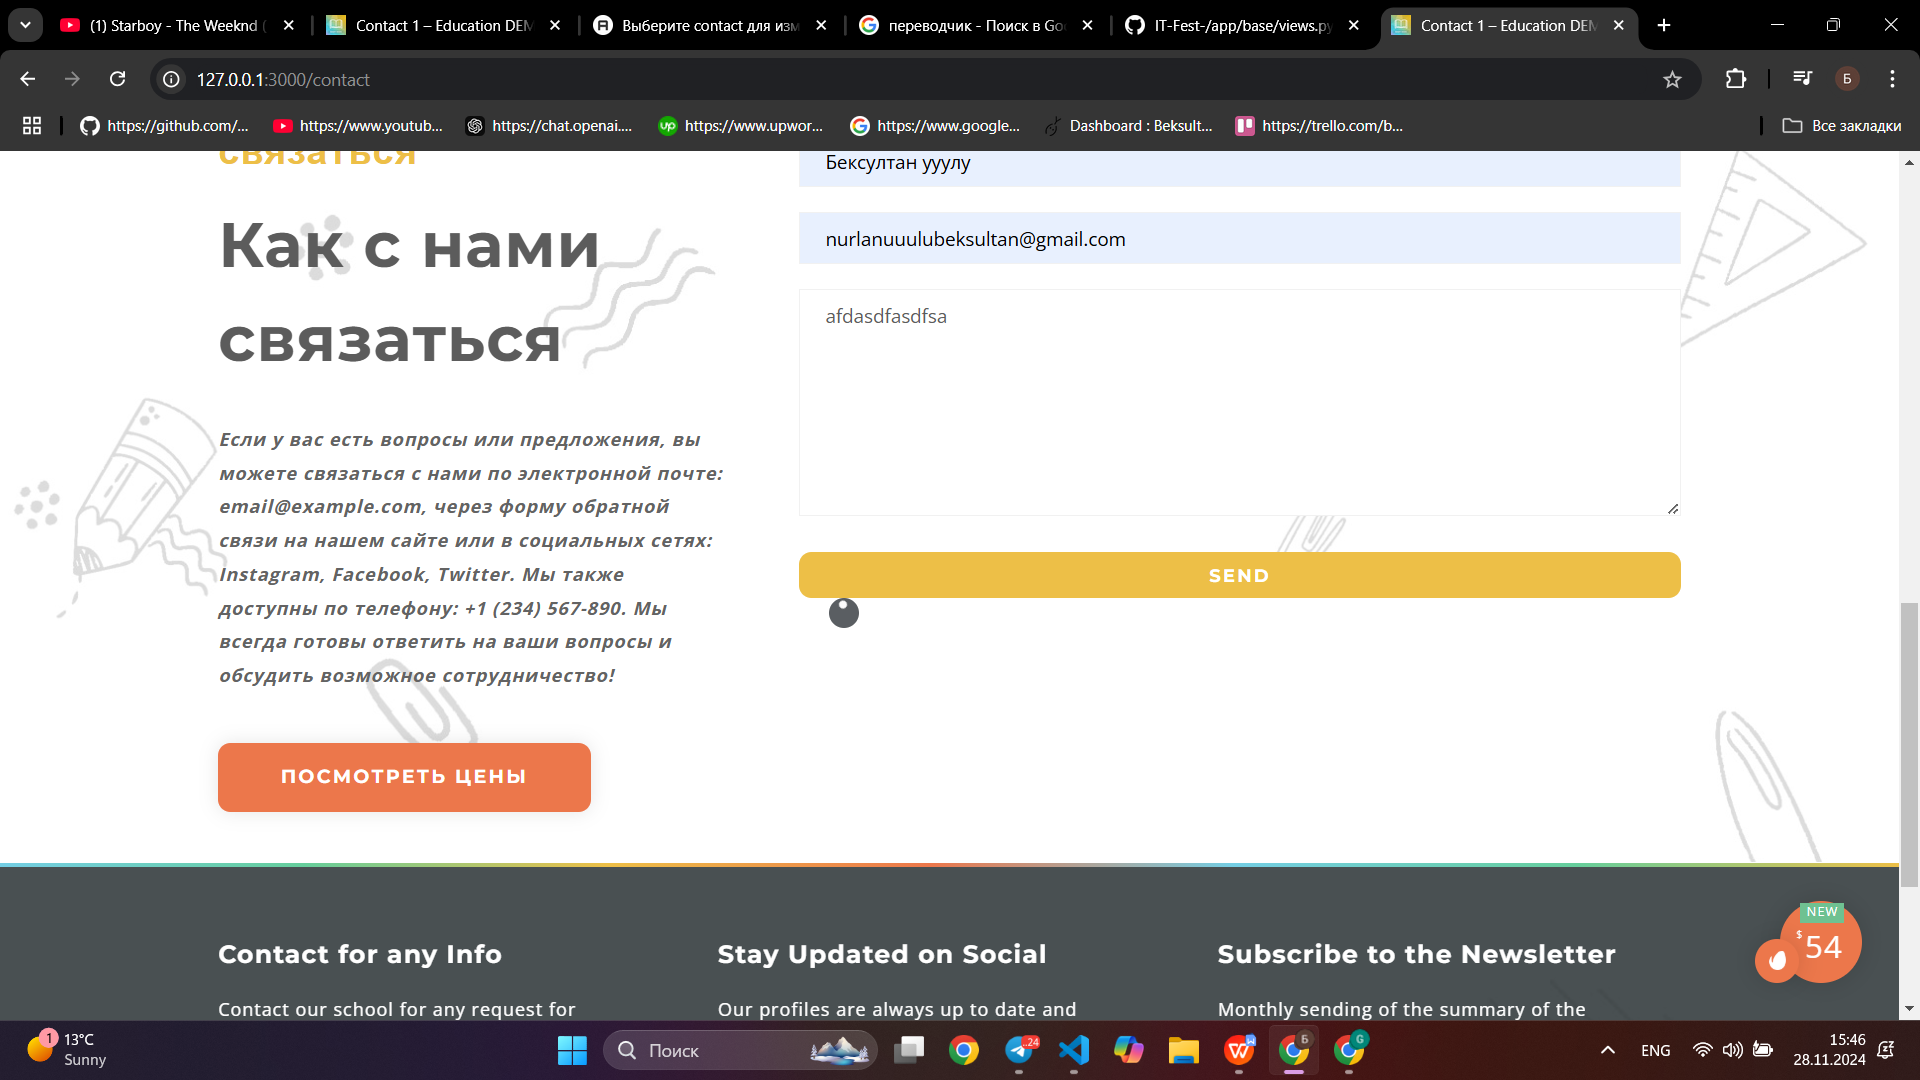 (1) Starboy - The Weeknd (
Contact 1 – Education DEM
Выберите contact для изм
переводчик - Поиск в Go
IT-Fest-/app/base/views.py
Contact 1 – Education DEM
127.0.0.1:3000/contact
Б
https://github.com/...
https://www.youtub...
https://chat.openai....
up
https://www.upwor...
https://www.google...
Dashboard : Beksult...
https://trello.com/b...
Все закладки
связаться
Как с нами
связаться
Если у вас есть вопросы или предложения, вы
можете связаться с нами по электронной почте:
email@example.com, через форму обратной
связи на нашем сайте или в социальных сетях:
Instagram, Facebook, Twitter. Мы также
доступны по телефону: +1 (234) 567-890. Мы
всегда готовы ответить на ваши вопросы и
обсудить возможное сотрудничество!
ПОСМОТРЕТЬ ЦЕНЫ
Бексултан ууулу
nurlanuuulubeksultan@gmail.com
afdasdfasdfsa
SEND
NEW
$
54
Contact for any Info
Contact our school for any request for
Stay Updated on Social
Our profiles are always up to date and
Subscribe to the Newsletter
Monthly sending of the summary of the
1
13°C
Sunny
Поиск
..24
W
Б
G
ENG
15:46
28.11.2024